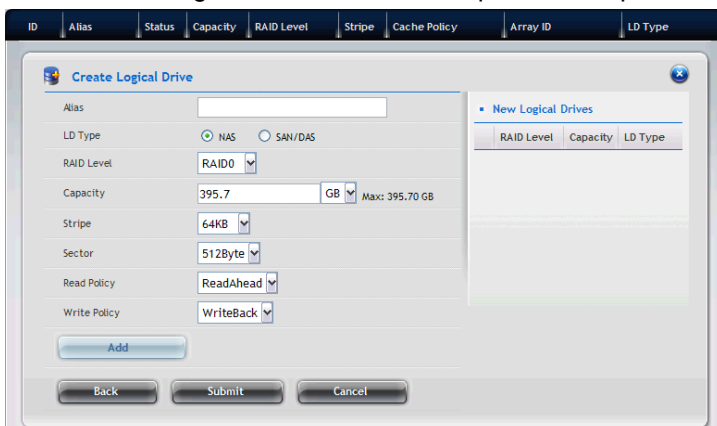 ID Alias Status Capacity RAID Level Stripe Cache Policy Array ID LD Type
Create Logical Drive
Alias
LD Type NAS SAN/DAS
RAID Level RAID0
Capacity 395.7 GB Max: 395.70 GB
Stripe 64KB
Sector 512Byte
Read Policy ReadAhead
Write Policy WriteBack
Add
Back Submit Cancel
New Logical Drives
RAID Level Capacity LD Type